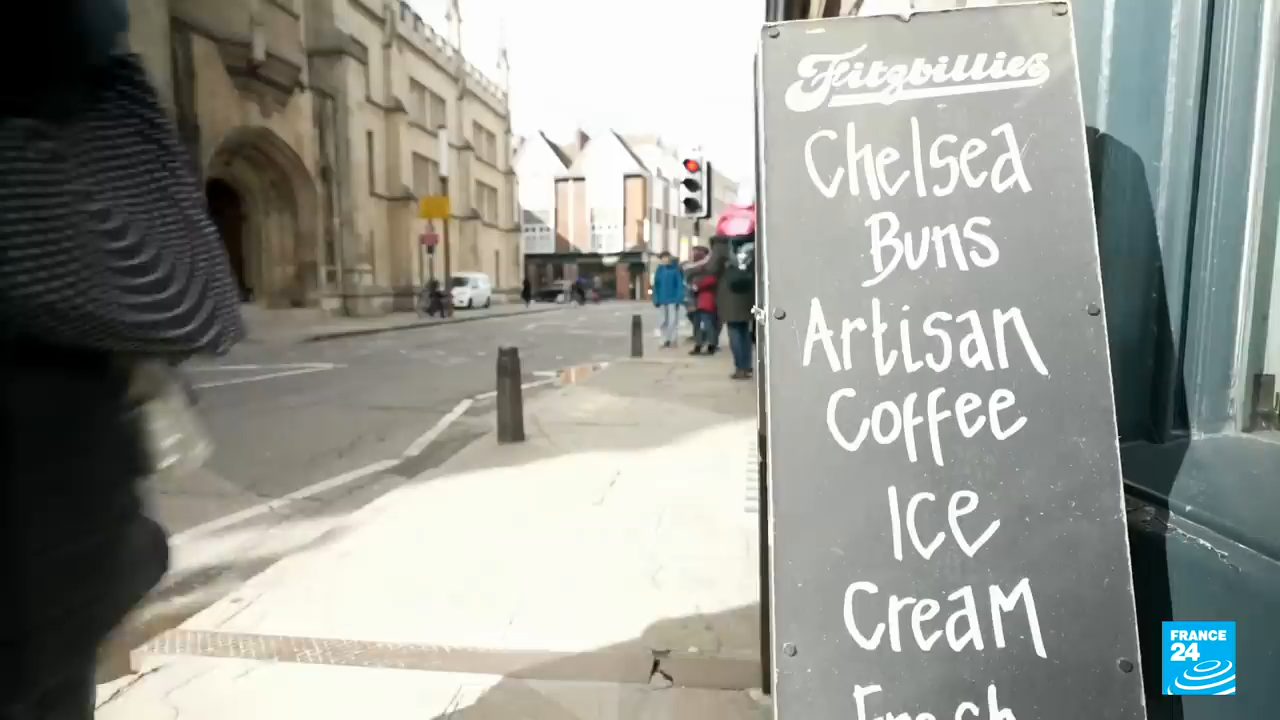 Fitzbillies
Chelsea
Buns
Artisan
Coffee
Ice
Cream
FRANCE
24